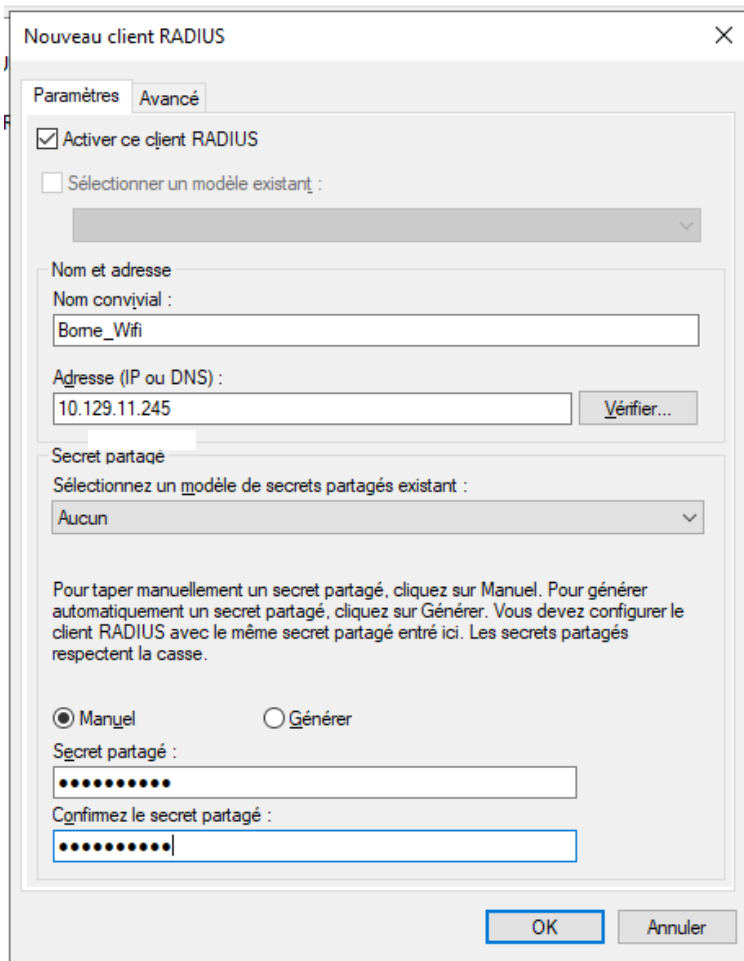 Nouveau client RADIUS
Paramètres Avancé
Activer ce client RADIUS
Sélectionner un modèle existant :
Nom et adresse
Nom convivial :
Borne_Wifi
Adresse (IP ou DNS) :
10.129.11.245 Vérifier...
Secret partagé
Sélectionnez un modèle de secrets partagés existant :
Aucun
Pour taper manuellement un secret partagé, cliquez sur Manuel. Pour générer
automatiquement un secret partagé, cliquez sur Générer. Vous devez configurer le
client RADIUS avec le même secret partagé entré ici. Les secrets partagés
respectent la casse.
Manuel Générer
Secret partagé :
●●●●●●●●●●
Confirmez le secret partagé :
●●●●●●●●●●
OK Annuler